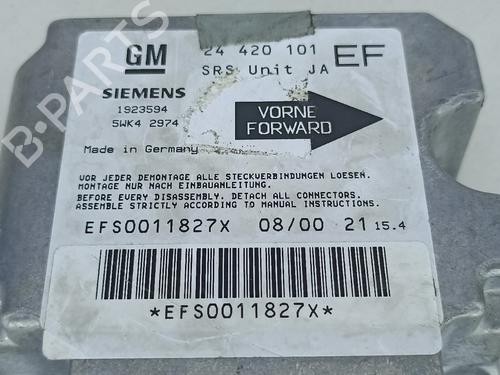 GM
24 420 101 EF
SRS Unit JA
SIEMENS
1923594
5WK4 2974
VORNE
FORWARD
Made in Germany
VOR JEDER DEMONTAGE ALLE STECKVERBINDUNGEN LOESEN.
MONTAGE NUR NACH EINBAUANLEITUNG.
BEFORE EVERY DISASSEMBLY. DETACH ALL CONNECTORS.
ASSEMBLE STRICTLY ACCORDING TO MANUAL INSTRUCTIONS.
EFS0011827X 08/00 21 15.4
*EFS0011827X*
B-PARTS